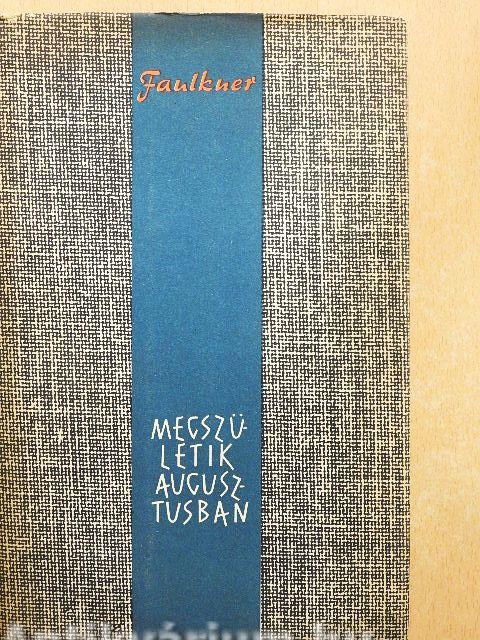 Faulkner
MEGSZÜ-
LETIK
AUGUSZ-
TUSBAN